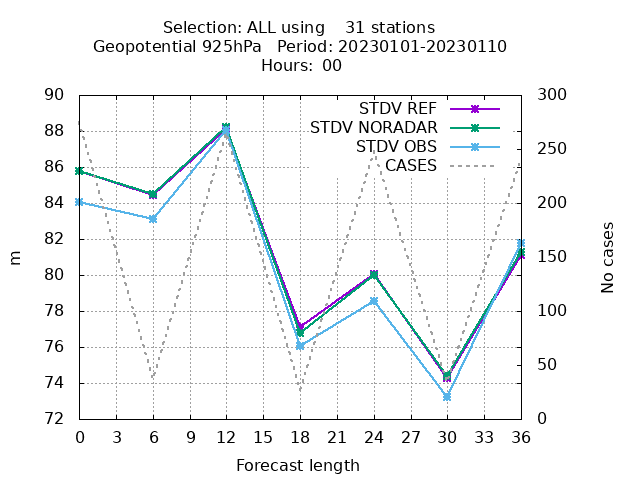 Selection: ALL using    31 stations
Geopotential 925hPa   Period: 20230101-20230110
Hours: 00
90 300
STDV REF
88
STDV NORADAR
STDV OBS
250
86
CASES
84 200
82
80 150
m
No cases
78 100
76
74 50
72 0
0 3 6 9 12 15 18 21 24 27 30 33 36
Forecast length